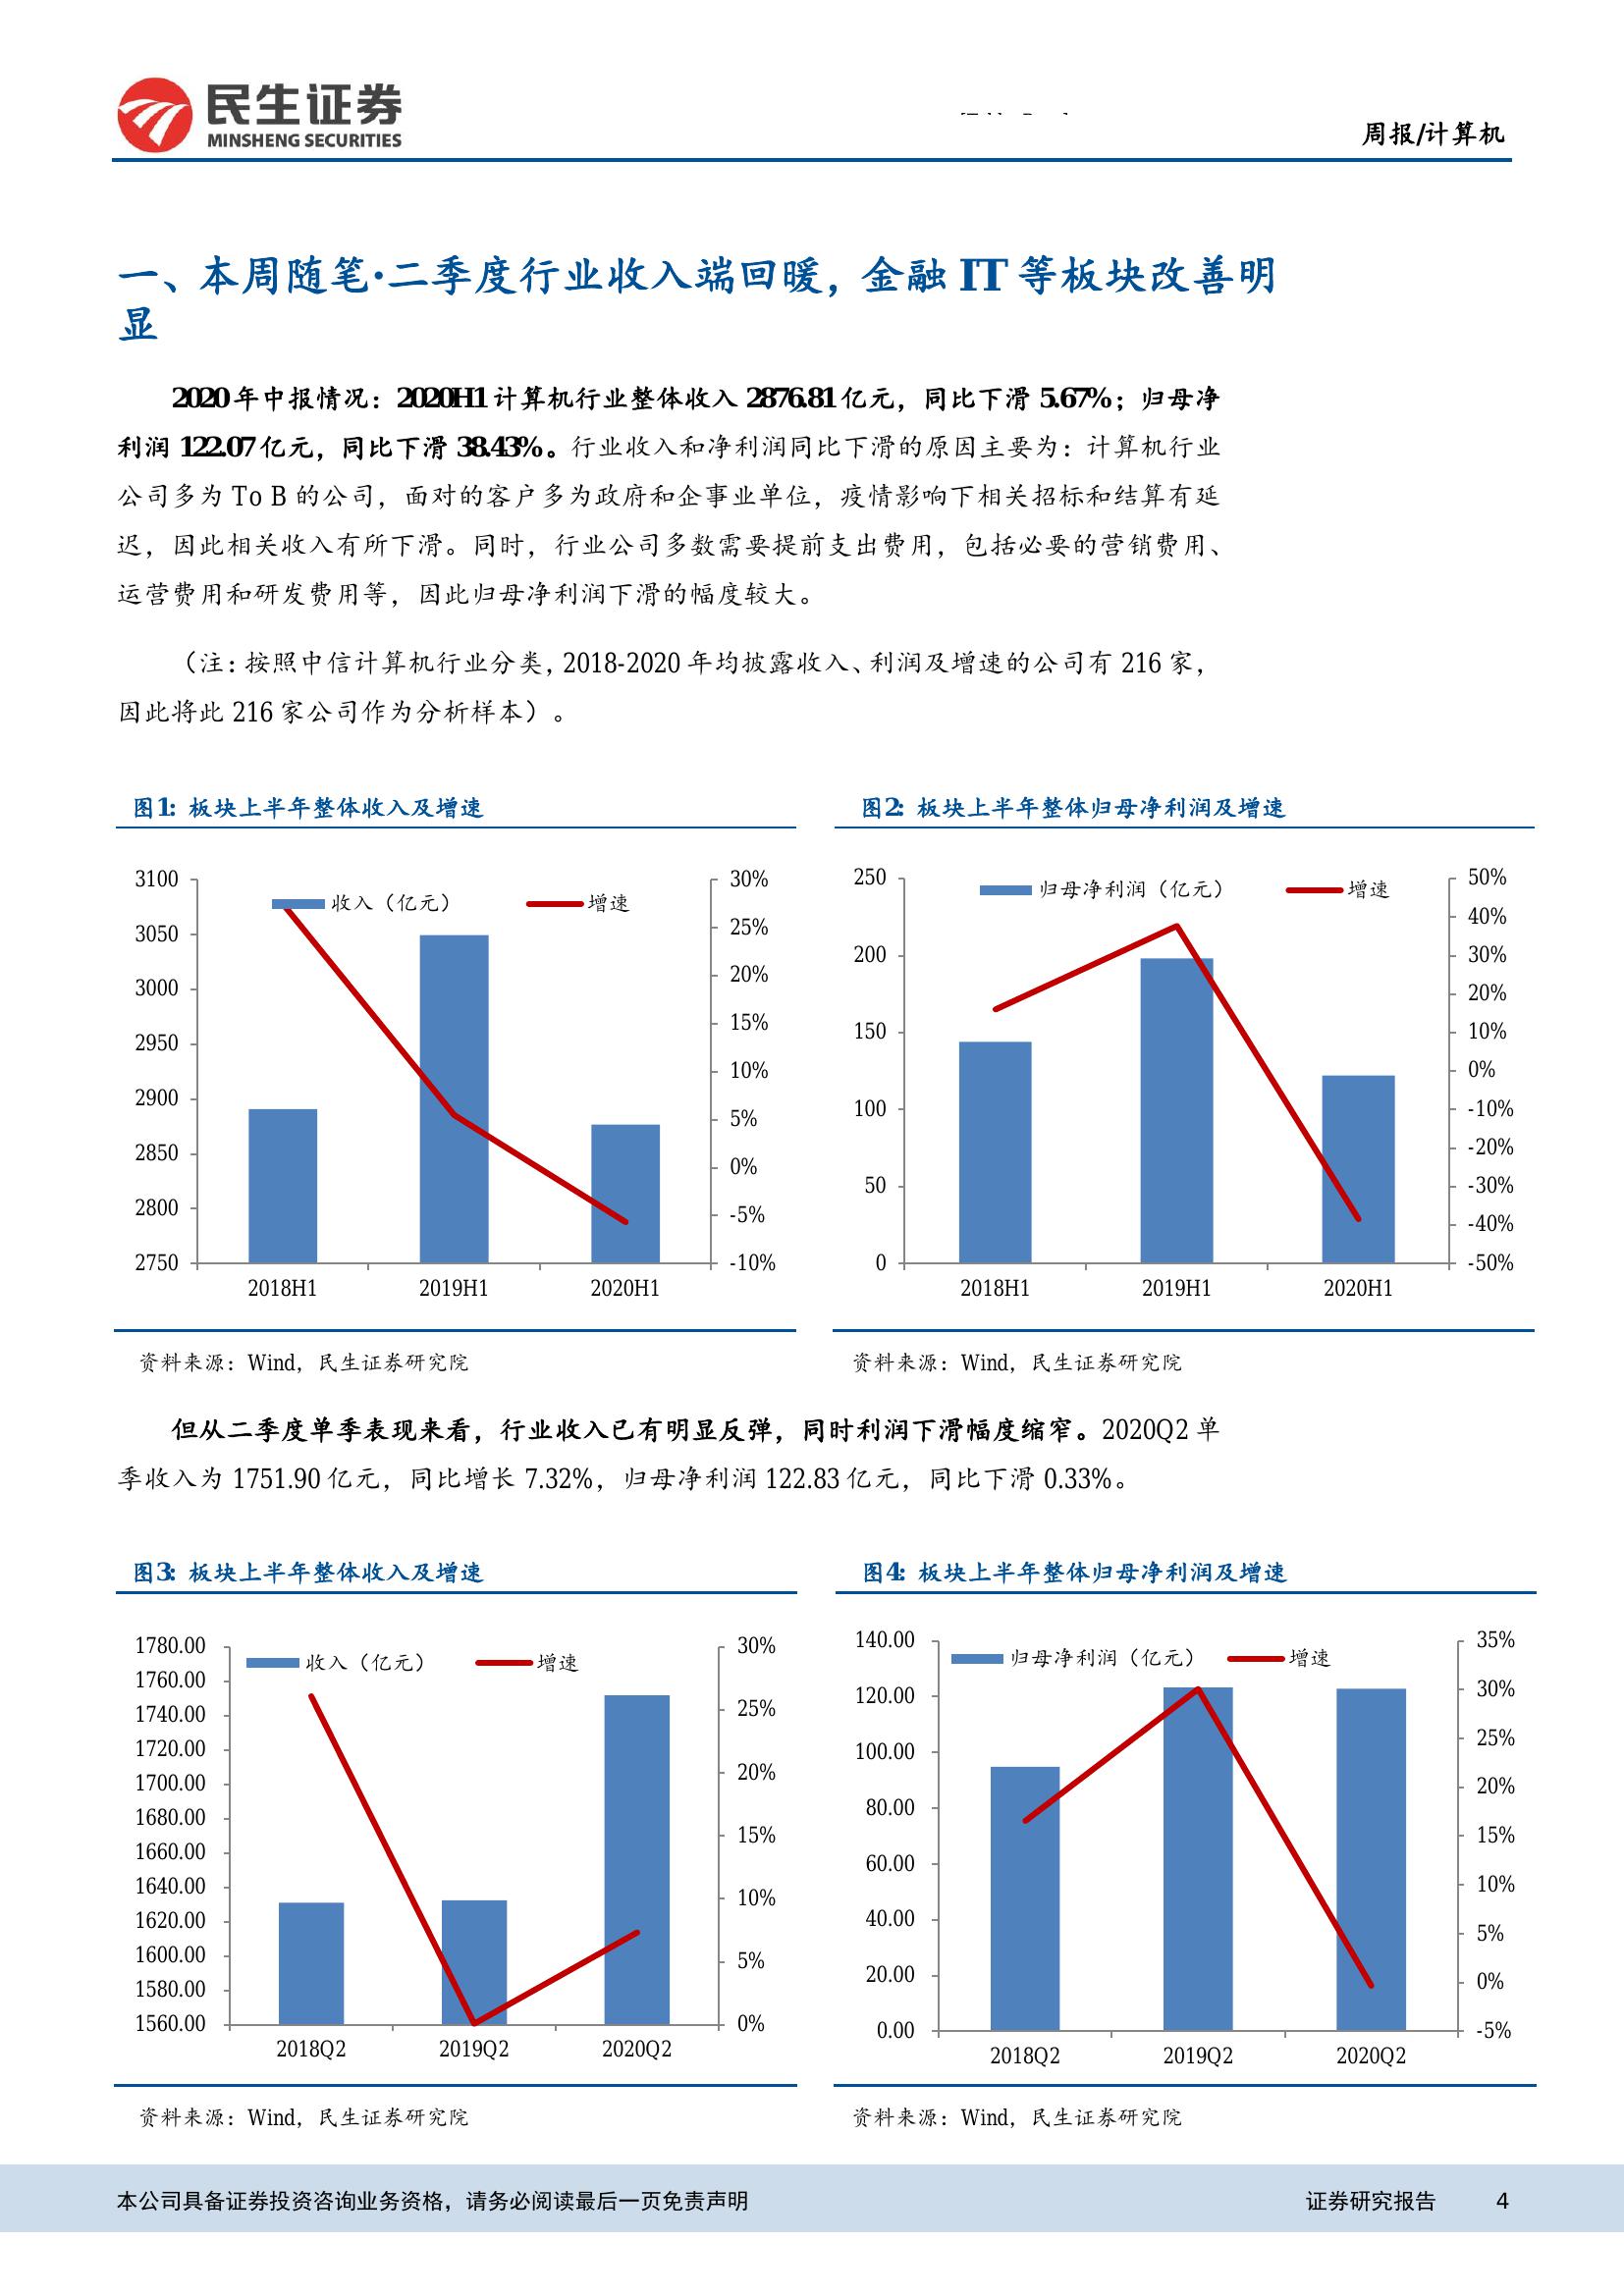 民生证券
MINSHENG SECURITIES
周报/计算机
一、本周随笔·二季度行业收入端回暖，金融 IT 等板块改善明
显
2020 年中报情况：2020H1 计算机行业整体收入 2876.81 亿元，同比下滑 5.67%；归母净
利润 122.07 亿元，同比下滑 38.43%。行业收入和净利润同比下滑的原因主要为：计算机行业
公司多为 To B 的公司，面对的客户多为政府和企事业单位，疫情影响下相关招标和结算有延
迟，因此相关收入有所下滑。同时，行业公司多数需要提前支出费用，包括必要的营销费用、
运营费用和研发费用等，因此归母净利润下滑的幅度较大。
（注：按照中信计算机行业分类，2018-2020 年均披露收入、利润及增速的公司有 216 家，
因此将此 216 家公司作为分析样本）。
图1：板块上半年整体收入及增速
收入（亿元） 增速
3100
3050
3000
2950
2900
2850
2800
2750
30%
25%
20%
15%
10%
5%
0%
-5%
-10%
2018H1 2019H1 2020H1
资料来源：Wind，民生证券研究院
图2：板块上半年整体归母净利润及增速
归母净利润（亿元） 增速
250
200
150
100
50
0
50%
40%
30%
20%
10%
0%
-10%
-20%
-30%
-40%
-50%
2018H1 2019H1 2020H1
资料来源：Wind，民生证券研究院
但从二季度单季表现来看，行业收入已有明显反弹，同时利润下滑幅度缩窄。2020Q2 单
季收入为 1751.90 亿元，同比增长 7.32%，归母净利润 122.83 亿元，同比下滑 0.33%。
图3：板块上半年整体收入及增速
收入（亿元） 增速
1780.00
1760.00
1740.00
1720.00
1700.00
1680.00
1660.00
1640.00
1620.00
1600.00
1580.00
1560.00
30%
25%
20%
15%
10%
5%
0%
2018Q2 2019Q2 2020Q2
资料来源：Wind，民生证券研究院
图4：板块上半年整体归母净利润及增速
归母净利润（亿元） 增速
140.00
120.00
100.00
80.00
60.00
40.00
20.00
0.00
35%
30%
25%
20%
15%
10%
5%
0%
-5%
2018Q2 2019Q2 2020Q2
资料来源：Wind，民生证券研究院
本公司具备证券投资咨询业务资格，请务必阅读最后一页免责声明 证券研究报告 4